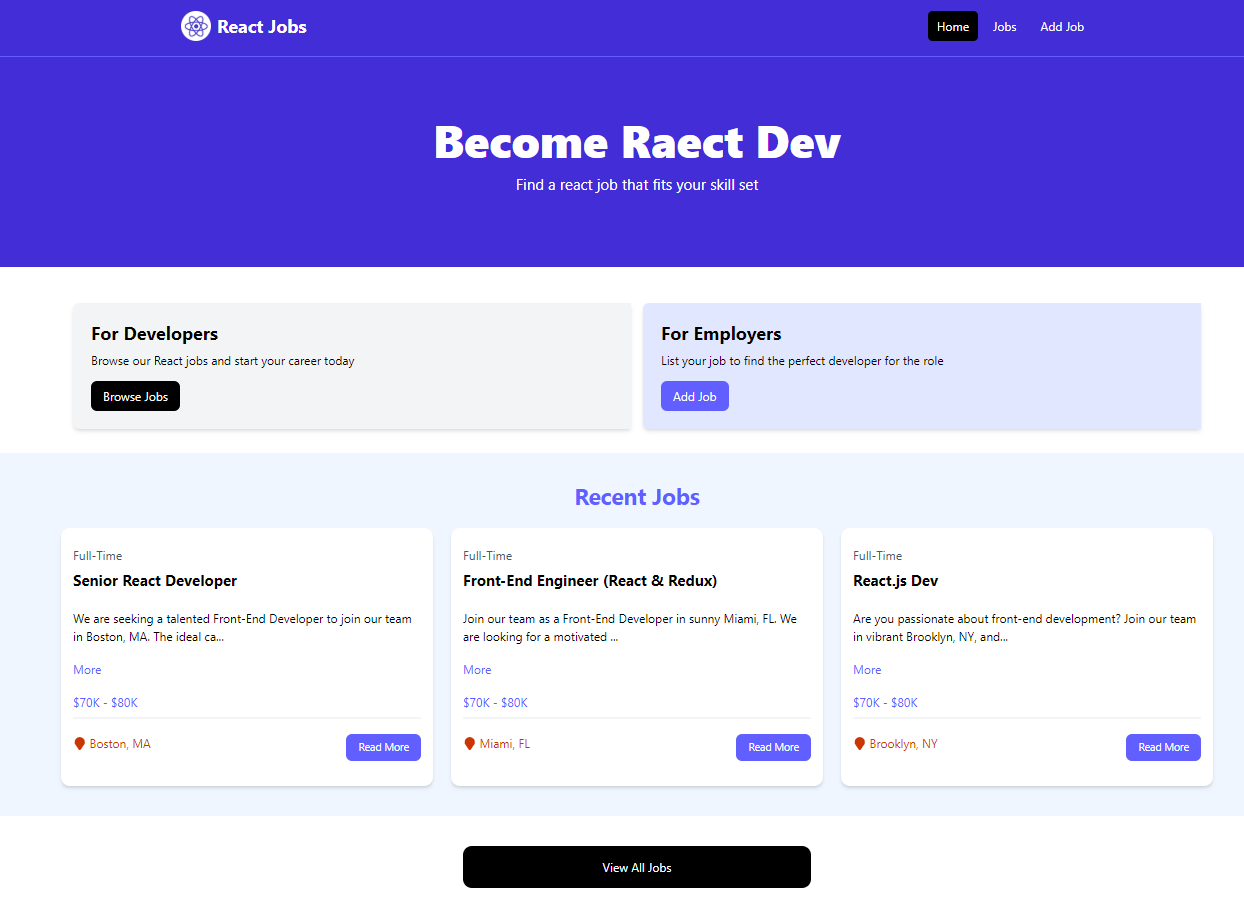 React Jobs
Home Jobs Add Job
Become Raect Dev
Find a react job that fits your skill set
For Developers
Browse our React jobs and start your career today
Browse Jobs
For Employers
List your job to find the perfect developer for the role
Add Job
Recent Jobs
Full-Time
Senior React Developer
We are seeking a talented Front-End Developer to join our team
in Boston, MA. The ideal ca...
More
$70K - $80K
Boston, MA
Read More
Full-Time
Front-End Engineer (React & Redux)
Join our team as a Front-End Developer in sunny Miami, FL. We
are looking for a motivated ...
More
$70K - $80K
Miami, FL
Read More
Full-Time
React.js Dev
Are you passionate about front-end development? Join our team
in vibrant Brooklyn, NY, and...
More
$70K - $80K
Brooklyn, NY
Read More
View All Jobs